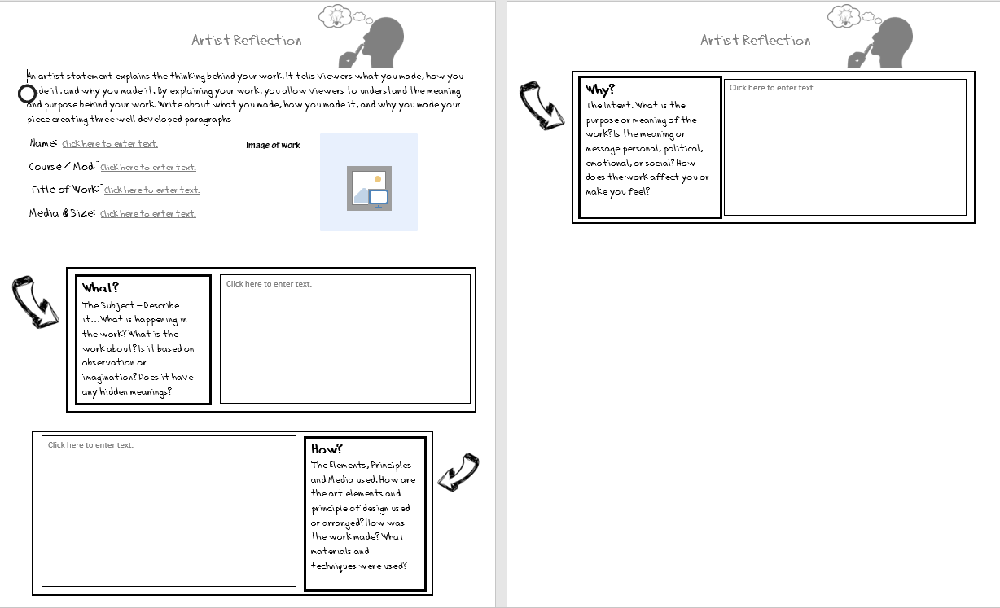 Artist Reflection
An artist statement explains the thinking behind your work. It tells viewers what you made, how you
de it, and why you made it. By explaining your work, you allow viewers to understand the meaning
and purpose behind your work. Write about what you made, how you made it, and why you made your
piece creating three well developed paragraphs
Name: Click here to enter text.
Image of work
Course / Mod: Click here to enter text.
Title of Work: Click here to enter text.
Media & Size: Click here to enter text.
What?
The Subject – Describe
it...What is happening in
the work? What is the
work about? Is it based on
observation or
imagination? Does it have
any hidden meanings?
Click here to enter text.
Click here to enter text.
How?
The Elements, Principles
and Media used. How are
the art elements and
principle of design used
or arranged? How was
the work made? What
materials and
techniques were used?
Artist Reflection
Why?
The Intent. What is the
purpose or meaning of the
work? Is the meaning or
message personal, political,
emotional, or social? How
does the work affect you or
make you feel?
Click here to enter text.